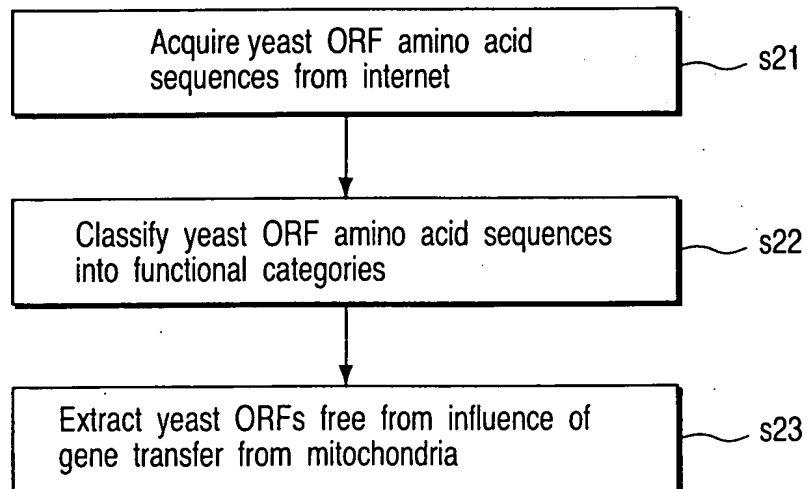 Acquire yeast ORF amino acid
sequences from internet
s21
Classify yeast ORF amino acid sequences
into functional categories
s22
Extract yeast ORFs free from influence of
gene transfer from mitochondria
s23